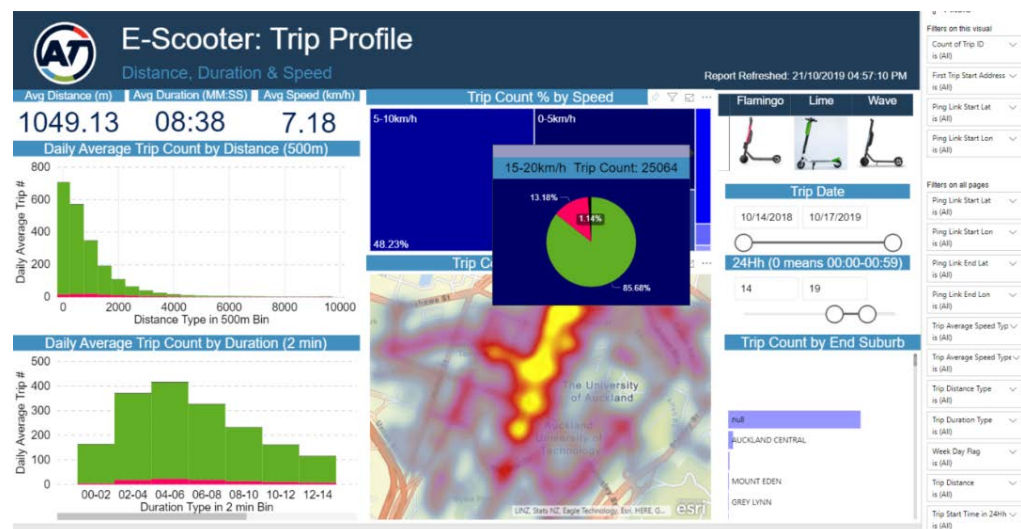 AT
E-Scooter: Trip Profile
Distance, Duration & Speed
Report Refreshed: 21/10/2019 04:57:10 PM
Avg Distance (m) Avg Duration (MM:SS) Avg Speed (km/h)
1049.13 08:38 7.18
Daily Average Trip Count by Distance (500m)
Daily Average Trip #
800
600
400
200
0
0 2000 4000 6000 8000 10000
Distance Type in 500m Bin
Daily Average Trip Count by Duration (2 min)
Daily Average Trip #
500
400
300
200
100
0
00-02 02-04 04-06 06-08 08-10 10-12 12-14
Duration Type in 2 min Bin
Trip Count % by Speed
5-10km/h 0-5km/h
48.23%
15-20km/h Trip Count: 25064
13.18%
1.14%
85.68%
The University
of Auckland
Auckland
University of
Technology
LINZ, Stats NZ, Eagle Technology, Esri, HERE, G...
esri
Flamingo Lime Wave
Trip Date
10/14/2018 10/17/2019
24Hh (0 means 00:00-00:59)
14 19
Trip Count by End Suburb
null
AUCKLAND CENTRAL
MOUNT EDEN
GREY LYNN
Filters on this visual
Count of Trip ID
is (All)
First Trip Start Address
is (All)
Ping Link Start Lat
is (All)
Ping Link Start Lon
is (All)
Filters on all pages
Ping Link Start Lat
is (All)
Ping Link Start Lon
is (All)
Ping Link End Lat
is (All)
Ping Link End Lon
is (All)
Trip Average Speed Typ
is (All)
Trip Average Speed Type
is (All)
Trip Distance Type
is (All)
Trip Duration Type
is (All)
Week Day Flag
is (All)
Trip Distance
is (All)
Trip Start Time in 24Hh
is (All)